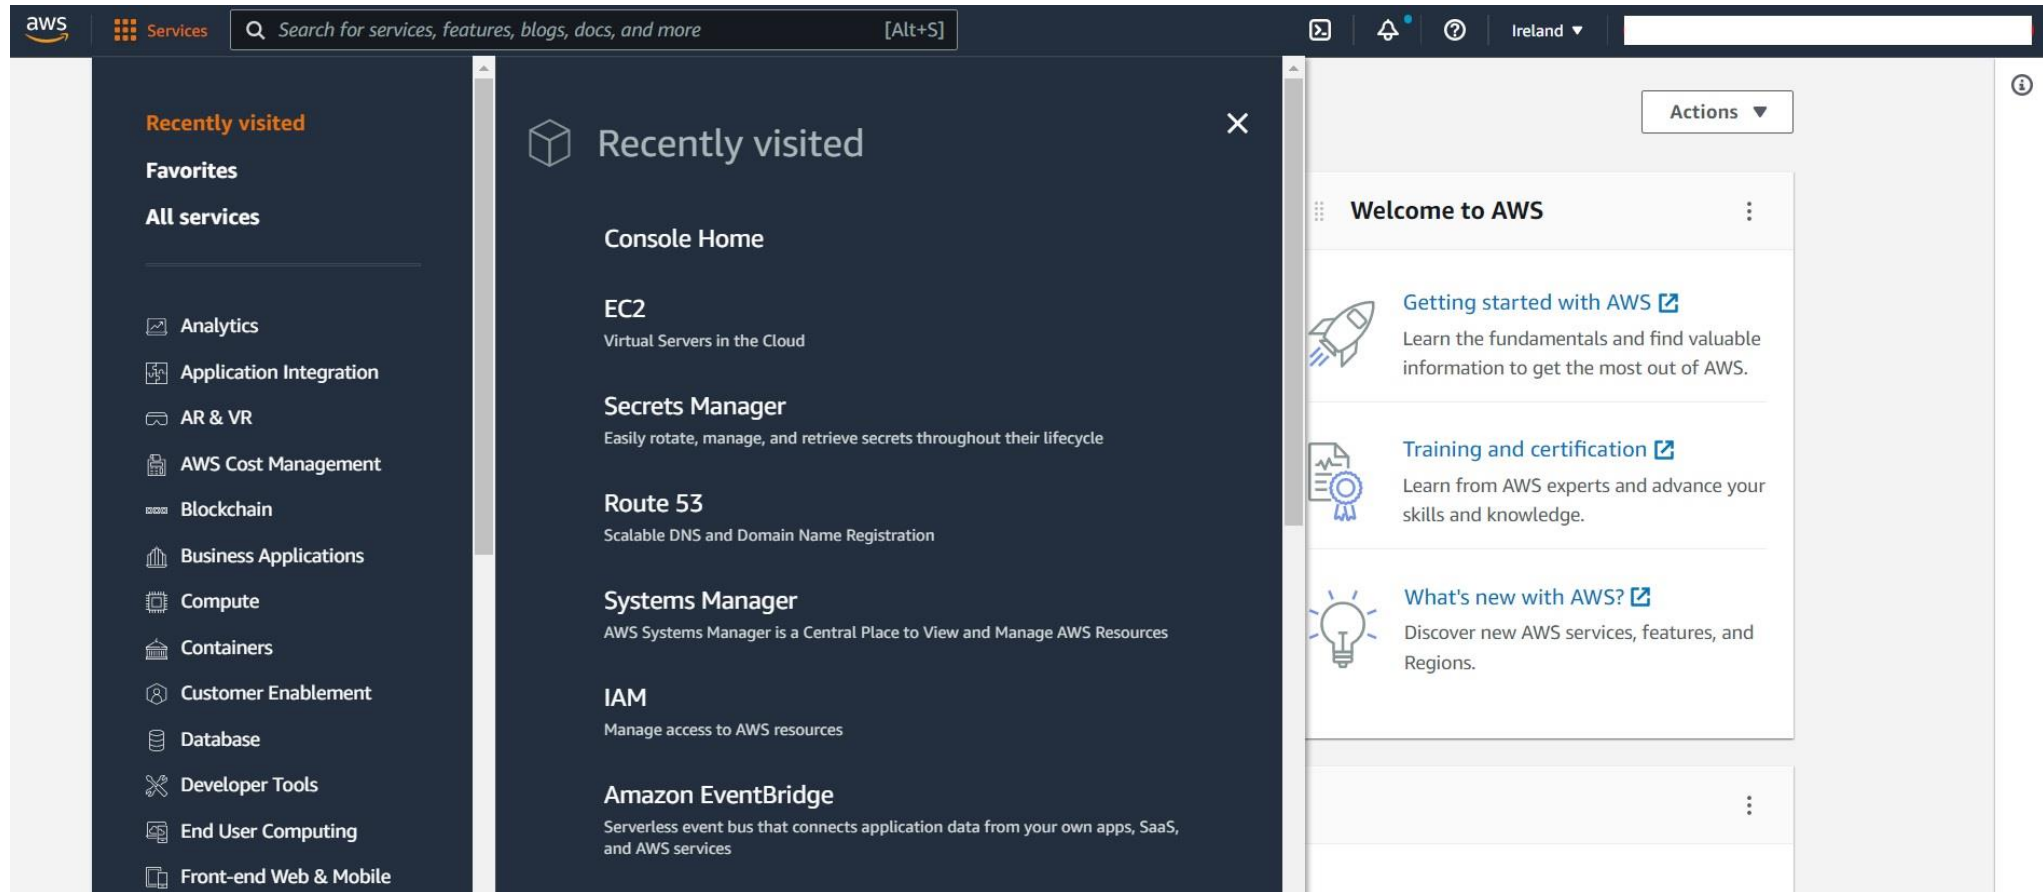 aws
Services
Search for services, features, blogs, docs, and more [Alt+S]
Ireland ▼
Recently visited
Favorites
All services
Analytics
Application Integration
AR & VR
AWS Cost Management
Blockchain
Business Applications
Compute
Containers
Customer Enablement
Database
Developer Tools
End User Computing
Front-end Web & Mobile
Recently visited
Console Home
EC2
Virtual Servers in the Cloud
Secrets Manager
Easily rotate, manage, and retrieve secrets throughout their lifecycle
Route 53
Scalable DNS and Domain Name Registration
Systems Manager
AWS Systems Manager is a Central Place to View and Manage AWS Resources
IAM
Manage access to AWS resources
Amazon EventBridge
Serverless event bus that connects application data from your own apps, SaaS,
and AWS services
Actions ▼
Welcome to AWS
Getting started with AWS
Learn the fundamentals and find valuable
information to get the most out of AWS.
Training and certification
Learn from AWS experts and advance your
skills and knowledge.
What's new with AWS?
Discover new AWS services, features, and
Regions.